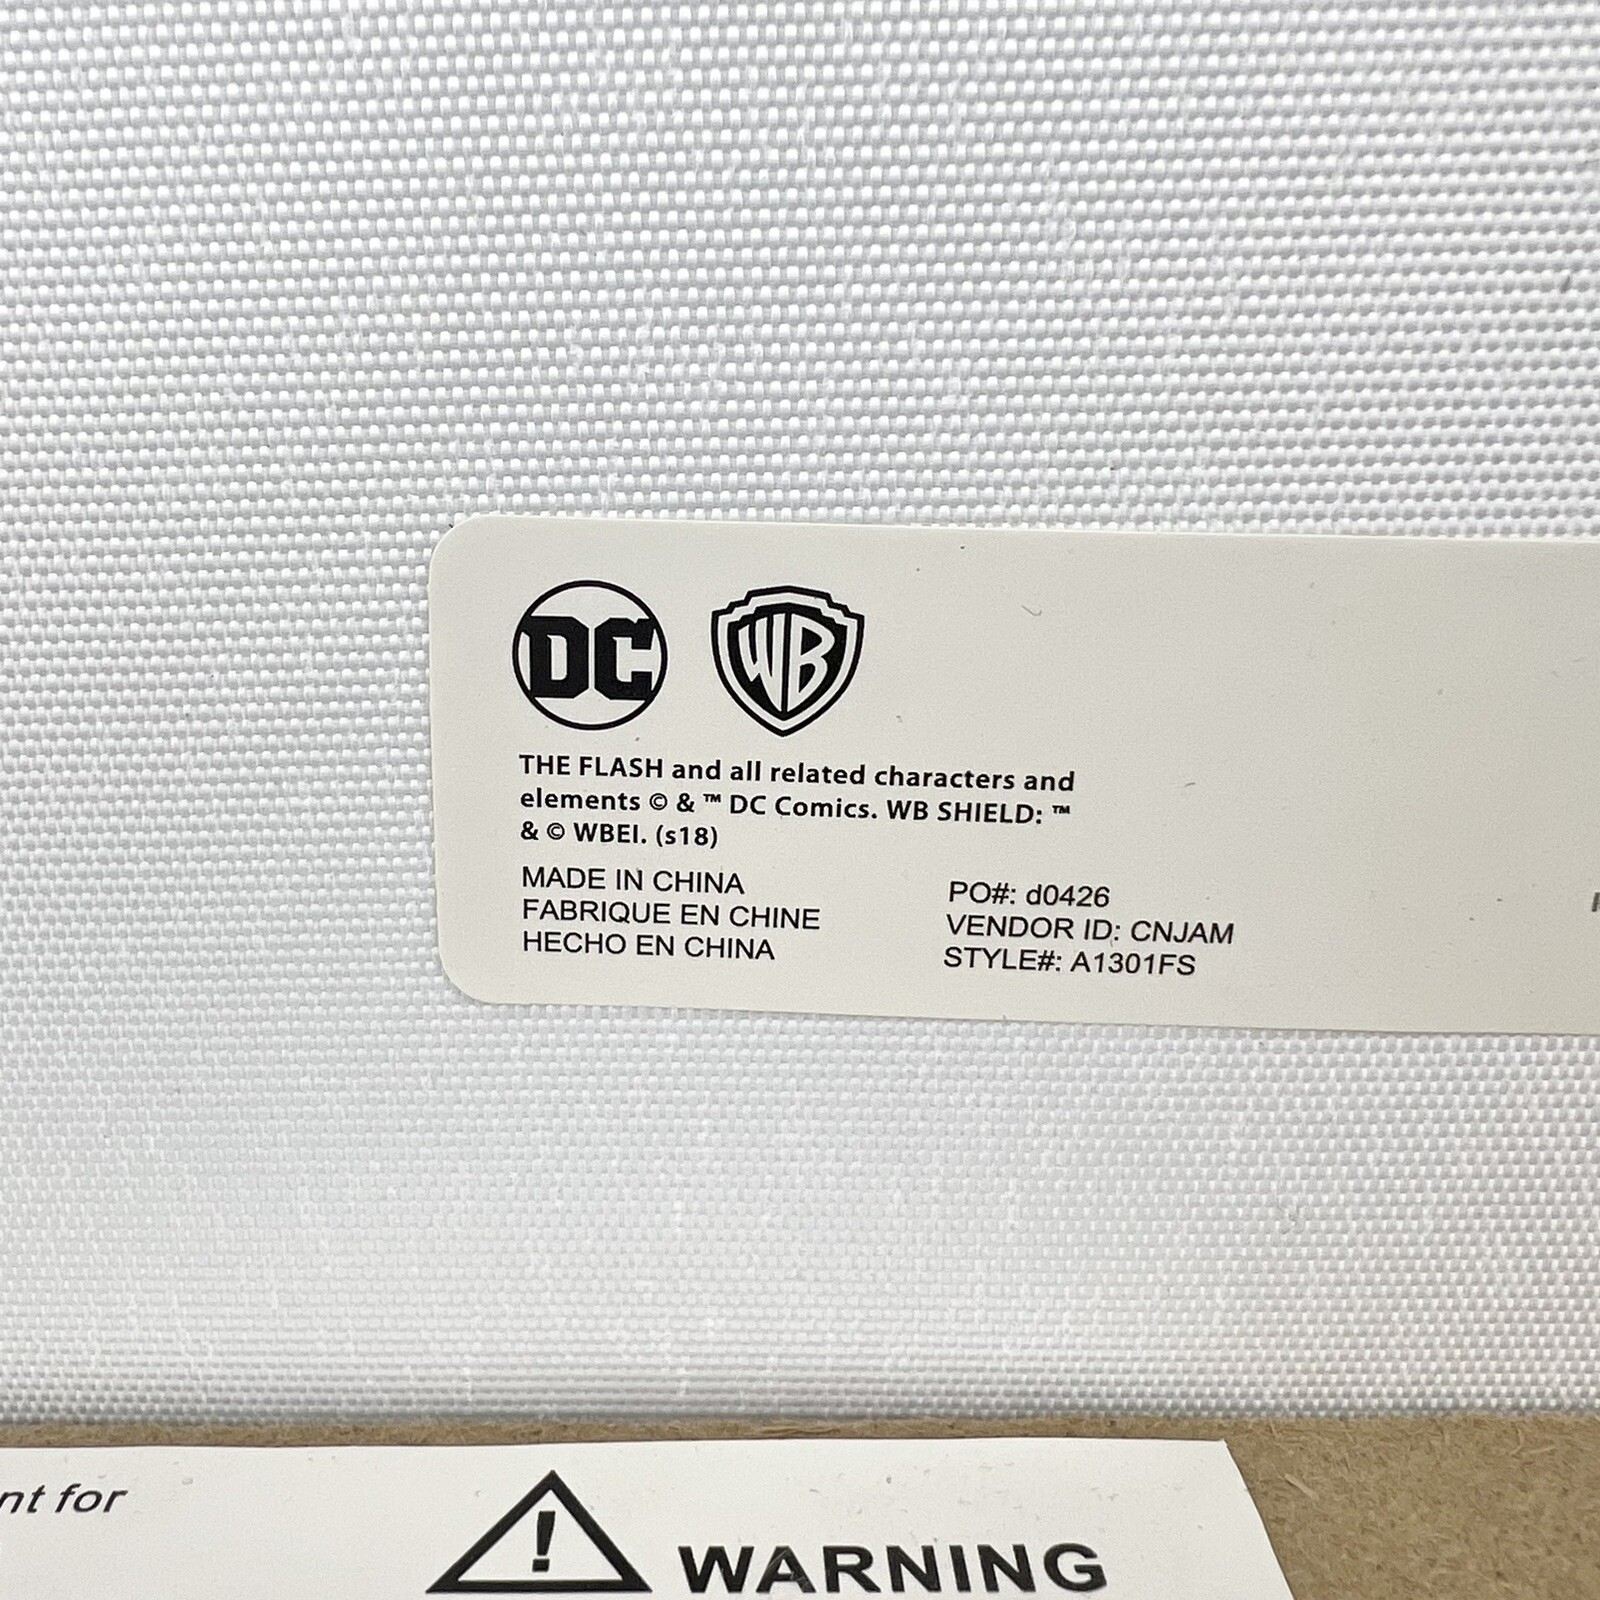 DC WB
THE FLASH and all related characters and
elements © & ™ DC Comics. WB SHIELD: ™
& © WBEI. (s18)
MADE IN CHINA
FABRIQUE EN CHINE
HECHO EN CHINA
PO#: d0426
VENDOR ID: CNJAM
STYLE#: A1301FS
nt for
WARNING